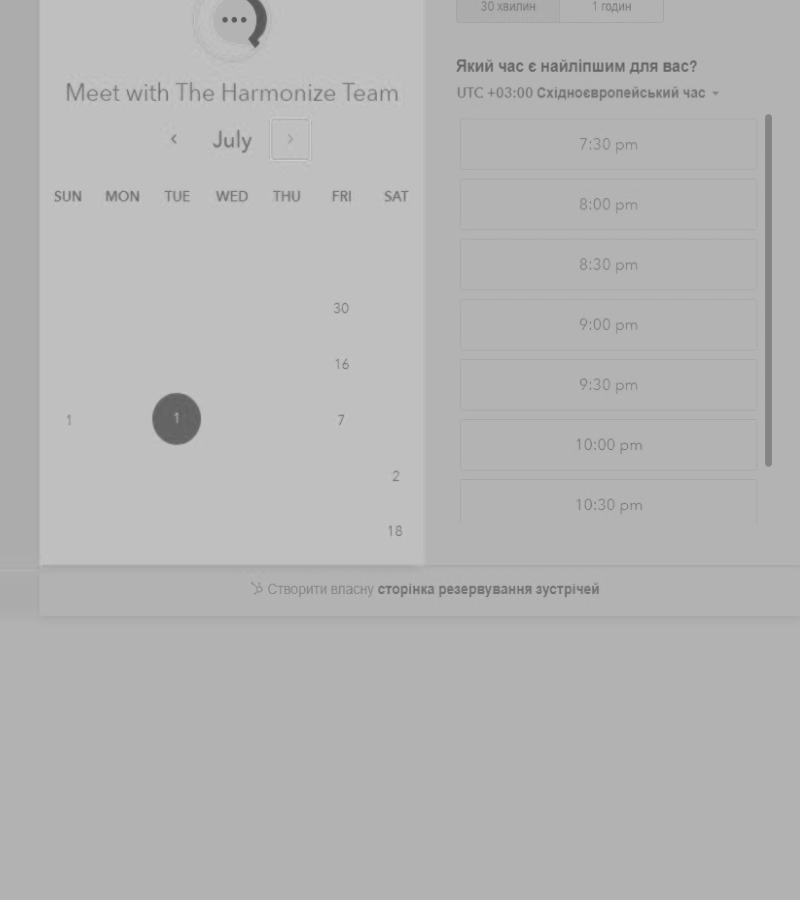 30 хвилин 1 годин
Meet with The Harmonize Team
July
SUN MON TUE WED THU FRI SAT
30
16
1 1 7
2
18
Який час є найліпшим для вас?
UTC +03:00 Східноєвропейський час
7:30 pm
8:00 pm
8:30 pm
9:00 pm
9:30 pm
10:00 pm
10:30 pm
Створити власну сторінка резервування зустрічей